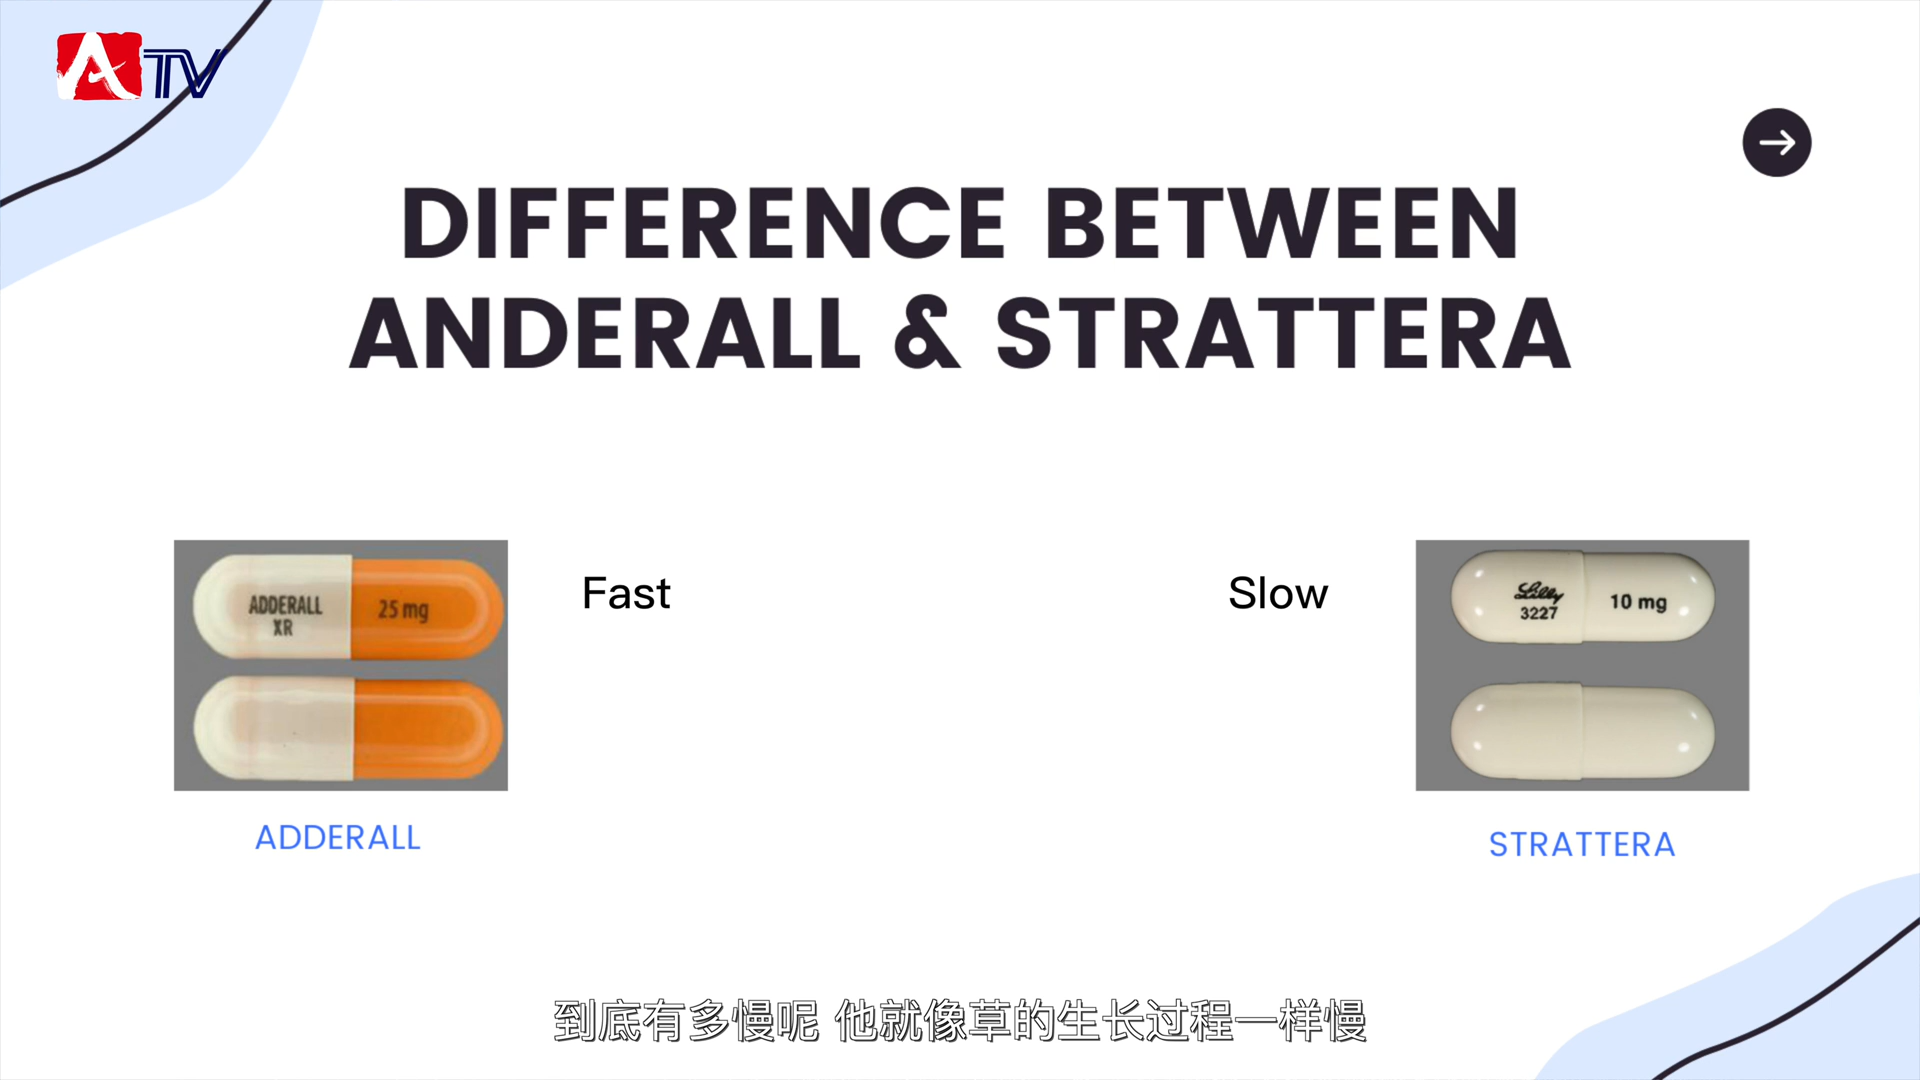 ATV
DIFFERENCE BETWEEN
ANDERALL & STRATTERA
ADDERALL
XR
25 mg
Fast
Slow
Lilly
3227
10 mg
ADDERALL
STRATTERA
到底有多慢呢 他就像草的生长过程一样慢